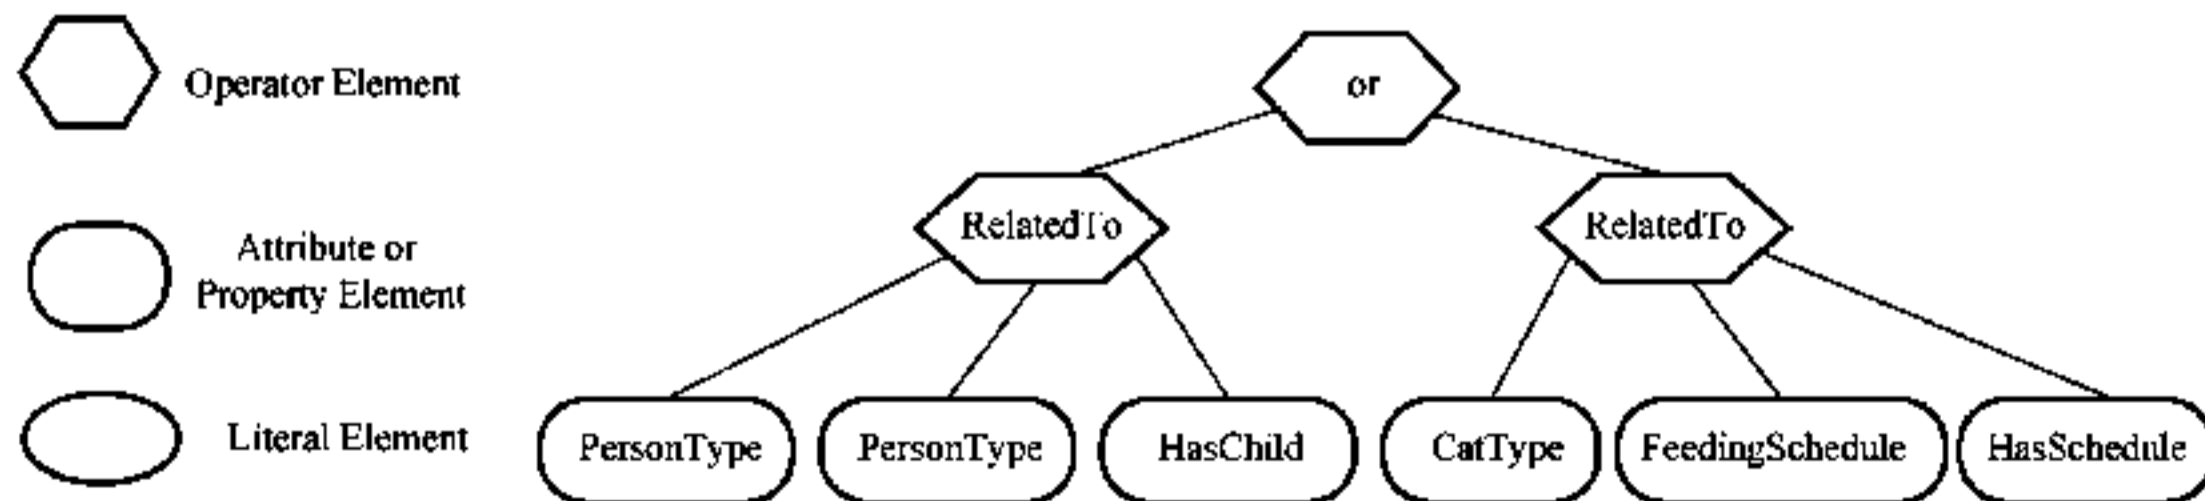 Operator Element
or
RelatedTo
RelatedTo
Attribute or
Property Element
Literal Element
PersonType
PersonType
HasChild
CatType
FeedingSchedule
HasSchedule